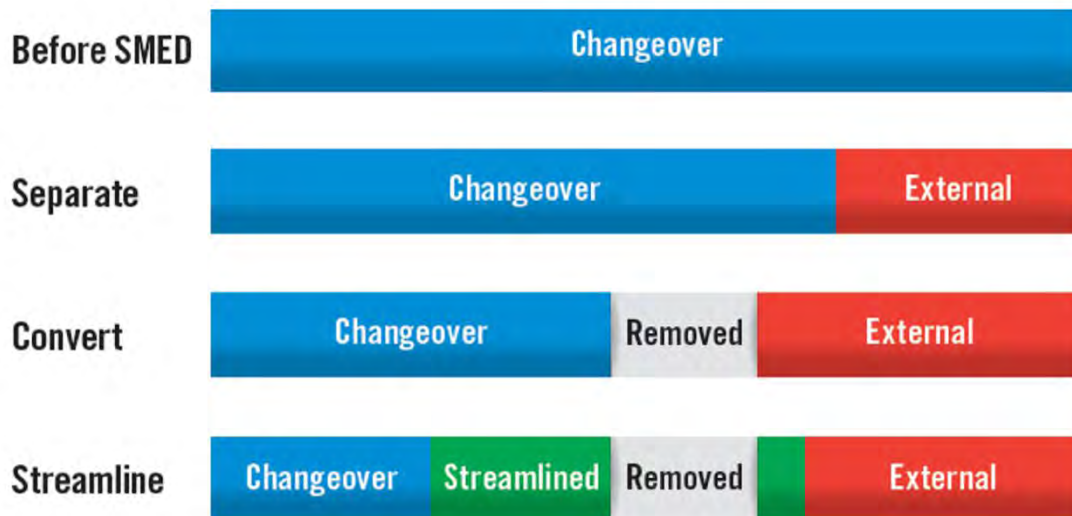 Before SMED Changeover
Separate Changeover External
Convert Changeover Removed External
Streamline Changeover Streamlined Removed External